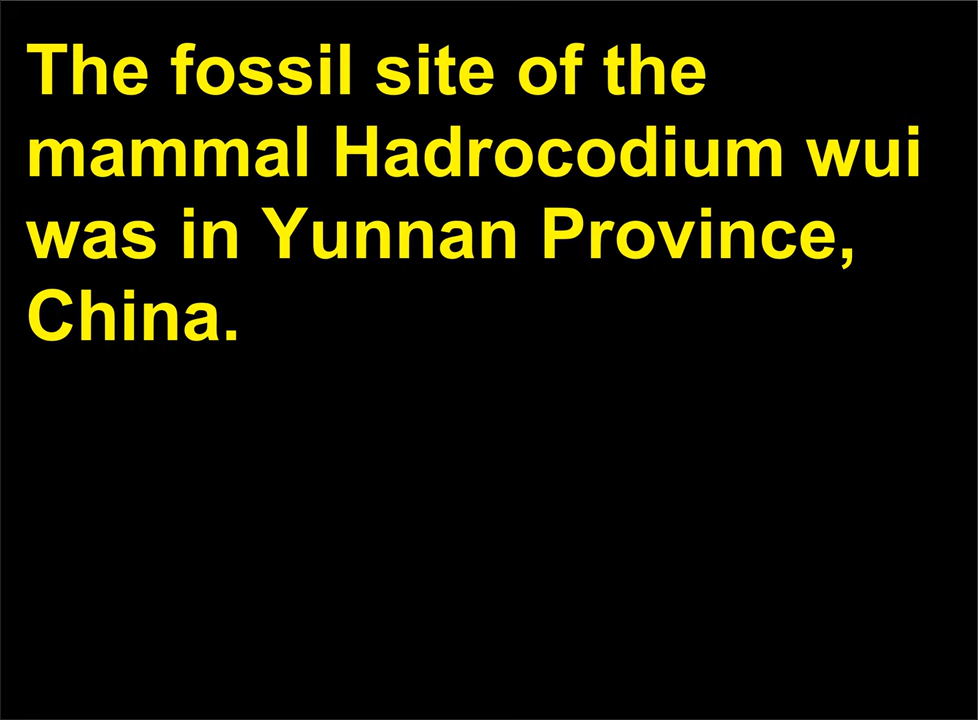 The fossil site of the
mammal Hadrocodium wui
was in Yunnan Province,
China.